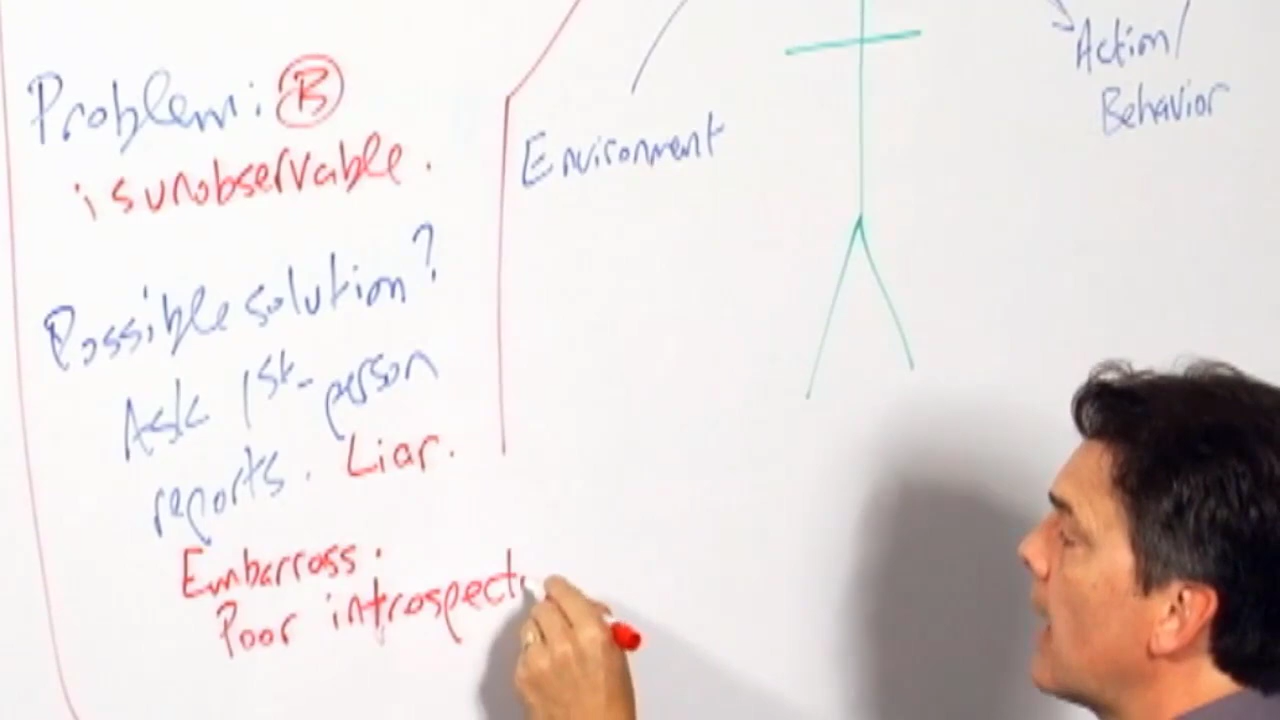 Problem: B
is unobservable.
Possible solution?
Ask 1st-person
reports. Liar.
Embarrass.
Poor introspect
Environment
Action/
Behavior